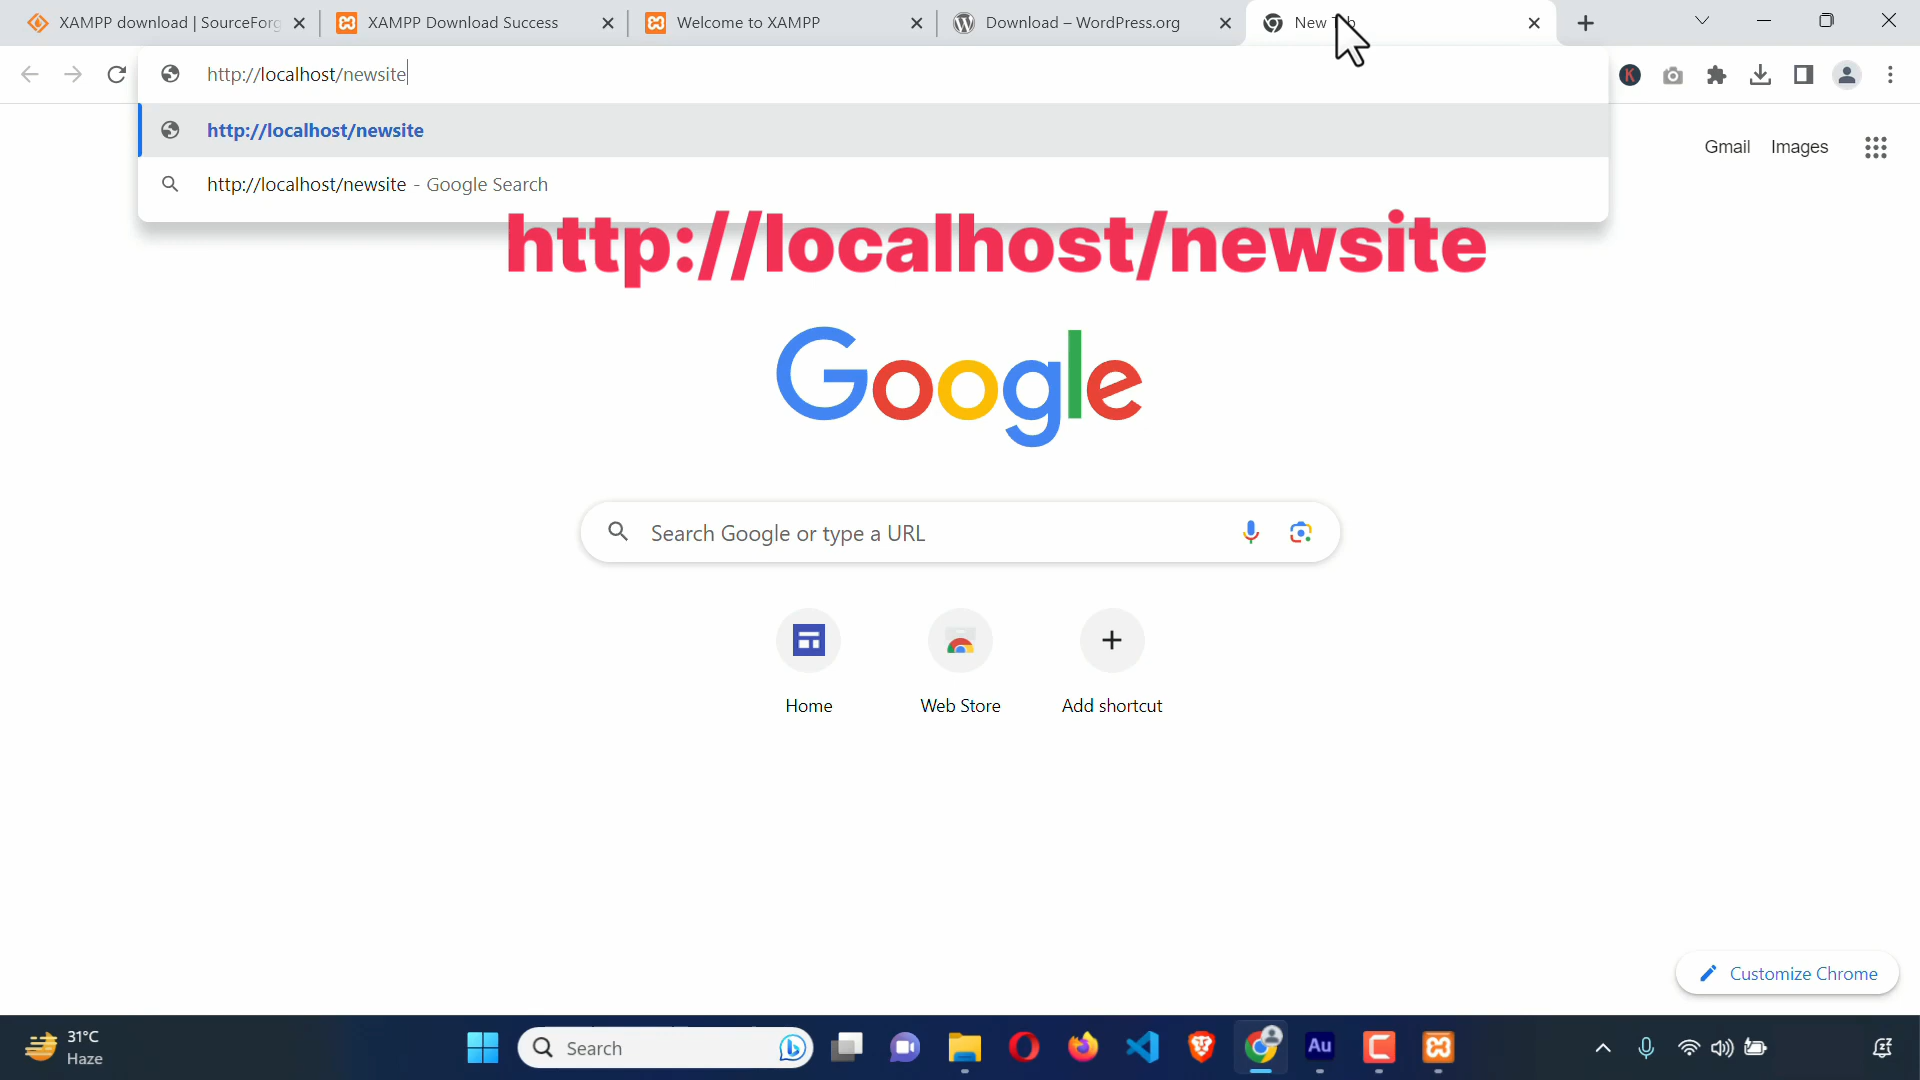 XAMPP download | SourceForg
XAMPP Download Success
Welcome to XAMPP
Download – WordPress.org
New Tab
http://localhost/newsite
K
http://localhost/newsite
http://localhost/newsite - Google Search
Gmail
Images
http://localhost/newsite
Google
Search Google or type a URL
Home
Web Store
Add shortcut
Customize Chrome
31°C
Haze
Search
Au